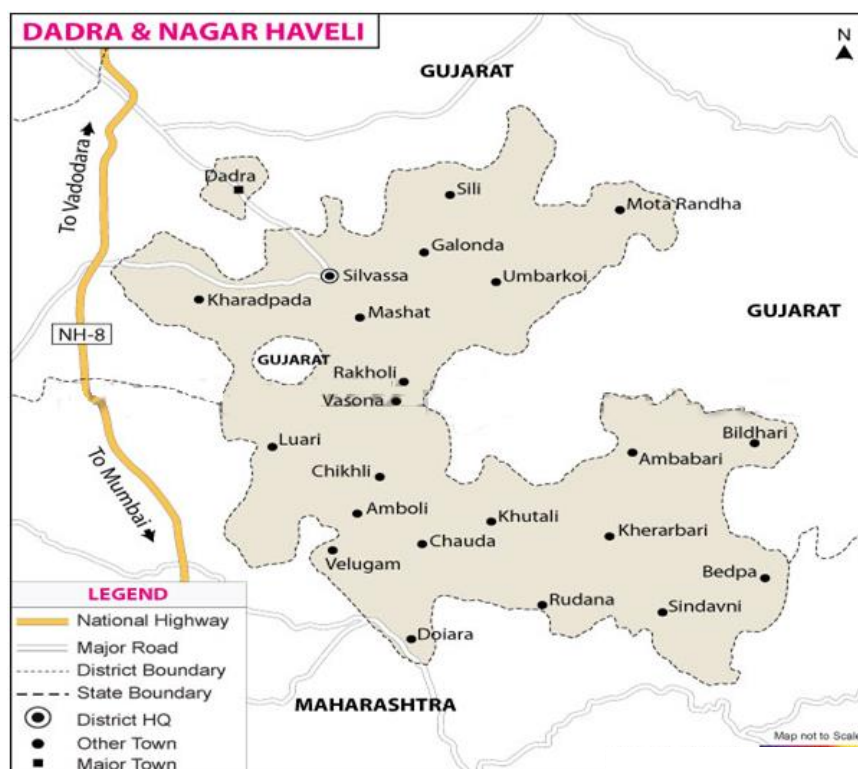 DADRA & NAGAR HAVELI
N
GUJARAT
To Vadodara
Dadra
Sili
Mota Randha
Galonda
Silvassa
Umbarkoi
Kharadpada
Mashat
GUJARAT
NH-8
GUJARAT
Rakholi
Vasona
Luari
Bildhari
Ambabari
Chikhli
To Mumbai
Amboli
Khutali
Chauda
Kherarbari
Velugam
Bedpa
Rudana
Sindavni
Doiara
MAHARASHTRA
LEGEND
National Highway
Major Road
District Boundary
State Boundary
District HQ
Other Town
Major Town
Map not to Scale